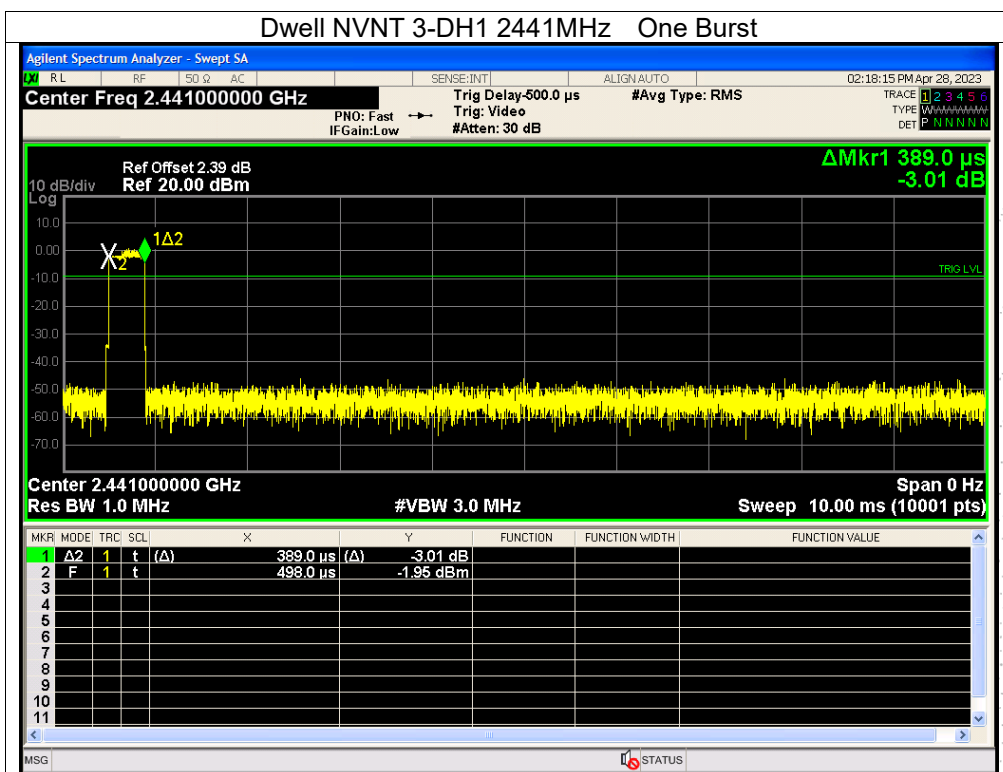 Dwell NVNT 3-DH1 2441MHz One Burst
Agilent Spectrum Analyzer - Swept SA
LXI RL RF 50 Ω AC SENSE:INT ALIGN AUTO 02:18:15 PM Apr 28, 2023
Center Freq 2.441000000 GHz Trig Delay-500.0 µs #Avg Type: RMS TRACE 1 2 3 4 5 6
PNO: Fast Trig: Video TYPE WWWWWW
IFGain:Low #Atten: 30 dB DET P N N N N N
ΔMkr1 389.0 µs
-3.01 dB
Ref Offset 2.39 dB
10 dB/div Ref 20.00 dBm
Log
10.0
0.00
-10.0
-20.0
-30.0
-40.0
-50.0
-60.0
-70.0
1Δ2
2
TRIG LVL
Center 2.441000000 GHz Span 0 Hz
Res BW 1.0 MHz #VBW 3.0 MHz Sweep 10.00 ms (10001 pts)
MKR MODE TRC SCL X Y FUNCTION FUNCTION WIDTH FUNCTION VALUE
1 Δ2 1 t (Δ) 389.0 µs (Δ) -3.01 dB
2 F 1 t 498.0 µs -1.95 dBm
3
4
5
6
7
8
9
10
11
MSG STATUS